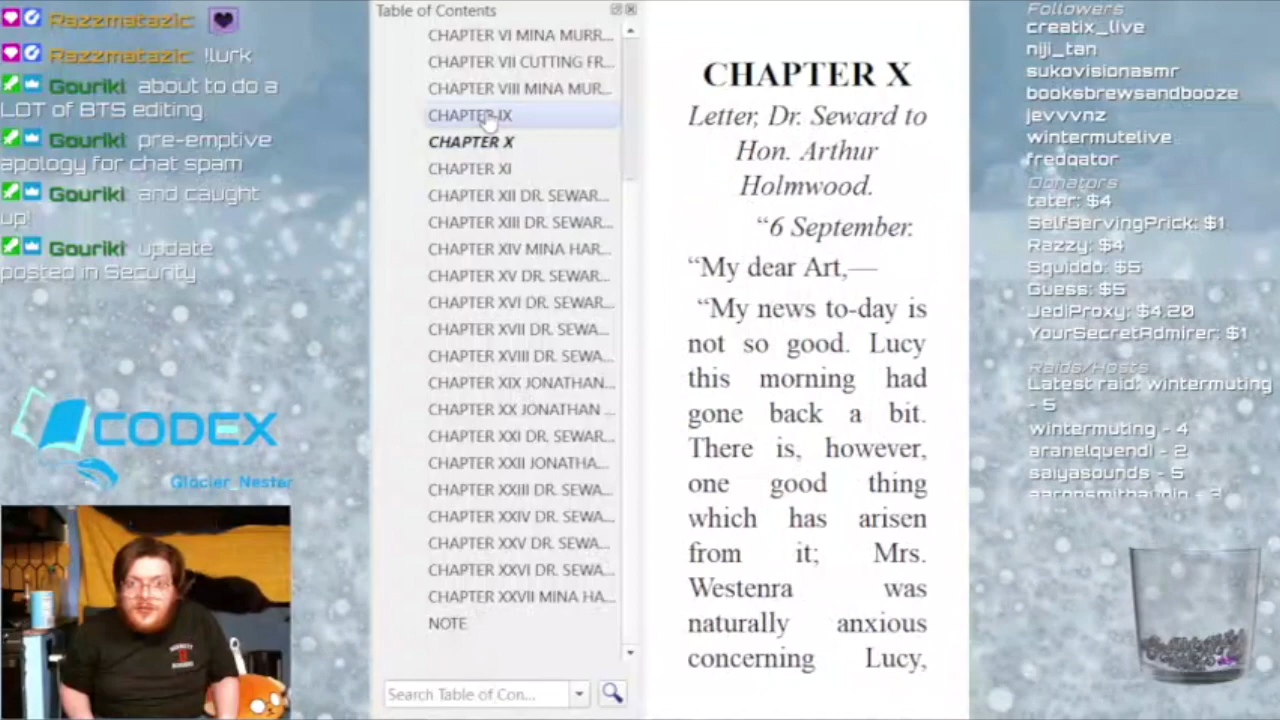 Razzmatazic:
Razzmatazic: !lurk
Gouriki: about to do a
LOT of BTS editing.
Gouriki: pre-emptive
apology for chat spam
Gouriki: and caught
up!
Gouriki: update
posted in Security
CODEX
Glacier_Nester
Table of Contents
CHAPTER VI MINA MURR...
CHAPTER VII CUTTING FR...
CHAPTER VIII MINA MUR...
CHAPTER IX
CHAPTER X
CHAPTER XI
CHAPTER XII DR. SEWAR...
CHAPTER XIII DR. SEWAR...
CHAPTER XIV MINA HAR...
CHAPTER XV DR. SEWAR...
CHAPTER XVI DR. SEWAR...
CHAPTER XVII DR. SEWA...
CHAPTER XVIII DR. SEWA...
CHAPTER XIX JONATHAN...
CHAPTER XX JONATHAN ...
CHAPTER XXI DR. SEWAR...
CHAPTER XXII JONATHA...
CHAPTER XXIII DR. SEWA...
CHAPTER XXIV DR. SEWA...
CHAPTER XXV DR. SEWA...
CHAPTER XXVI DR. SEWA...
CHAPTER XXVII MINA HA...
NOTE
Search Table of Con...
CHAPTER X
Letter, Dr. Seward to
Hon. Arthur
Holmwood.
“6 September.
“My dear Art,—
“My news to-day is
not so good. Lucy
this morning had
gone back a bit.
There is, however,
one good thing
which has arisen
from it; Mrs.
Westenra was
naturally anxious
concerning Lucy,
Followers
creatix_live
niji_tan
sukovisionasmr
booksbrewsandbooze
jevvvnz
wintermutelive
fredgator
Donators
tater: $4
SelfServingPrick: $1
Razzy: $4
Squiddo: $5
Guess: $5
JediProxy: $4.20
YourSecretAdmirer: $1
Raids/Hosts
Latest raid: wintermuting
- 5
wintermuting - 4
aranelquendi - 2
saiyasounds - 5